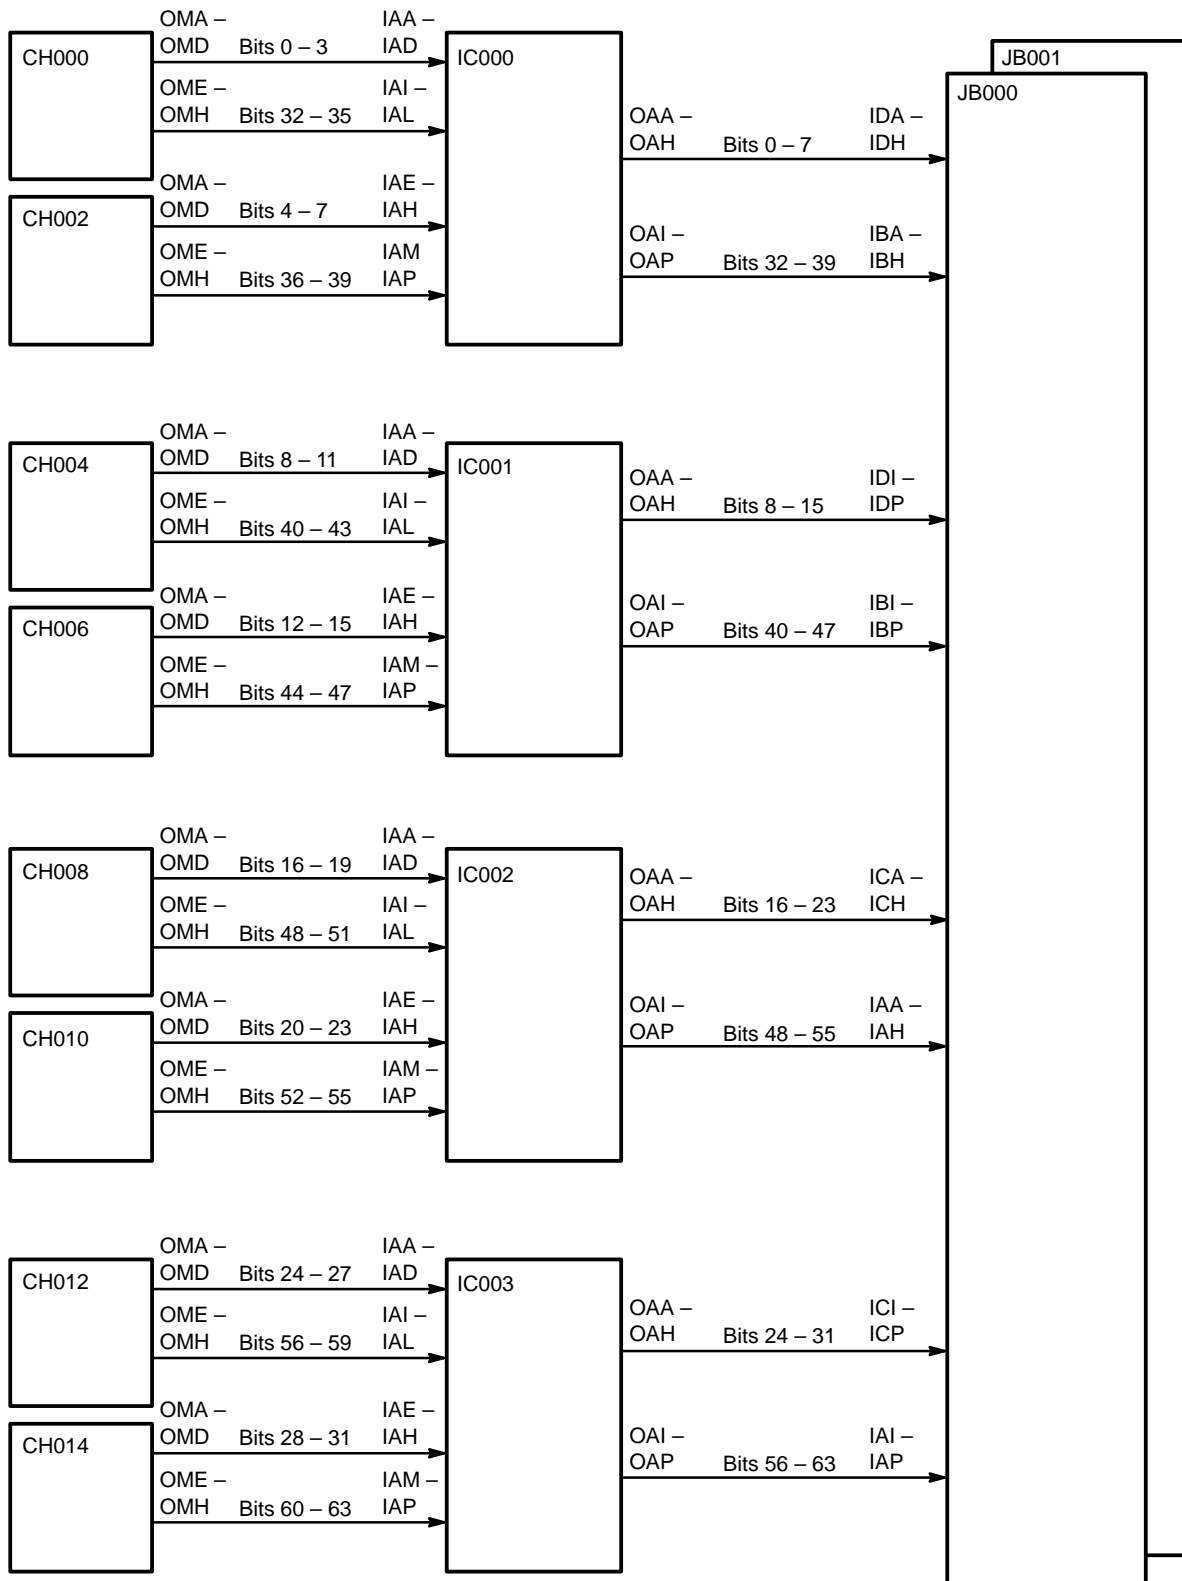 JB001
JB000
CH000
OMA –
OMD Bits 0 – 3
IAA –
IAD
OME –
OMH Bits 32 – 35
IAI –
IAL
IC000
CH002
OMA –
OMD Bits 4 – 7
IAE –
IAH
OME –
OMH Bits 36 – 39
IAM
IAP
OAA –
OAH Bits 0 – 7
IDA –
IDH
OAI –
OAP Bits 32 – 39
IBA –
IBH
CH004
OMA –
OMD Bits 8 – 11
IAA –
IAD
OME –
OMH Bits 40 – 43
IAI –
IAL
IC001
CH006
OMA –
OMD Bits 12 – 15
IAE –
IAH
OME –
OMH Bits 44 – 47
IAM –
IAP
OAA –
OAH Bits 8 – 15
IDI –
IDP
OAI –
OAP Bits 40 – 47
IBI –
IBP
CH008
OMA –
OMD Bits 16 – 19
IAA –
IAD
OME –
OMH Bits 48 – 51
IAI –
IAL
IC002
CH010
OMA –
OMD Bits 20 – 23
IAE –
IAH
OME –
OMH Bits 52 – 55
IAM –
IAP
OAA –
OAH Bits 16 – 23
ICA –
ICH
OAI –
OAP Bits 48 – 55
IAA –
IAH
CH012
OMA –
OMD Bits 24 – 27
IAA –
IAD
OME –
OMH Bits 56 – 59
IAI –
IAL
IC003
CH014
OMA –
OMD Bits 28 – 31
IAE –
IAH
OME –
OMH Bits 60 – 63
IAM –
IAP
OAA –
OAH Bits 24 – 31
ICI –
ICP
OAI –
OAP Bits 56 – 63
IAI –
IAP